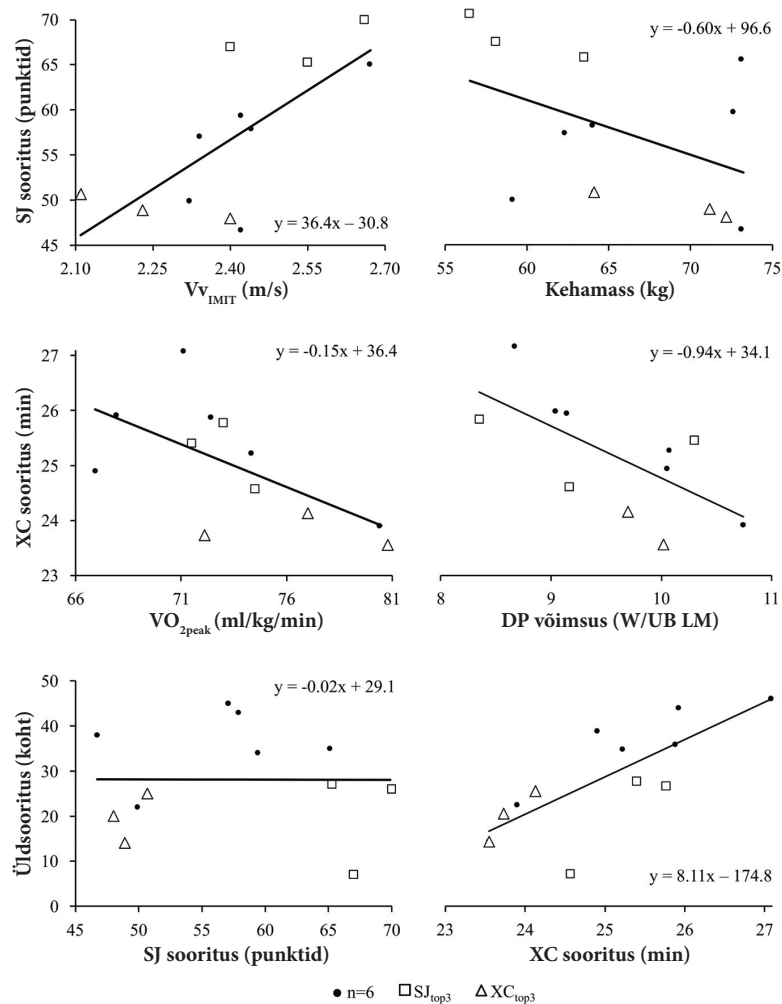 70
65
60
55
50
45
SJ sooritus (punktid)
y = 36.4x – 30.8
2.10 2.25 2.40 2.55 2.70
Vv_IMIT (m/s)
y = -0.60x + 96.6
55 60 65 70 75
Kehamass (kg)
27
26
25
24
23
XC sooritus (min)
y = -0.15x + 36.4
66 71 76 81
VO_2peak (ml/kg/min)
y = -0.94x + 34.1
8 9 10 11
DP võimsus (W/UB LM)
50
40
30
20
10
0
Üldsooritus (koht)
y = -0.02x + 29.1
45 50 55 60 65 70
SJ sooritus (punktid)
y = 8.11x – 174.8
23 24 25 26 27
XC sooritus (min)
n=6 SJ_top3 XC_top3